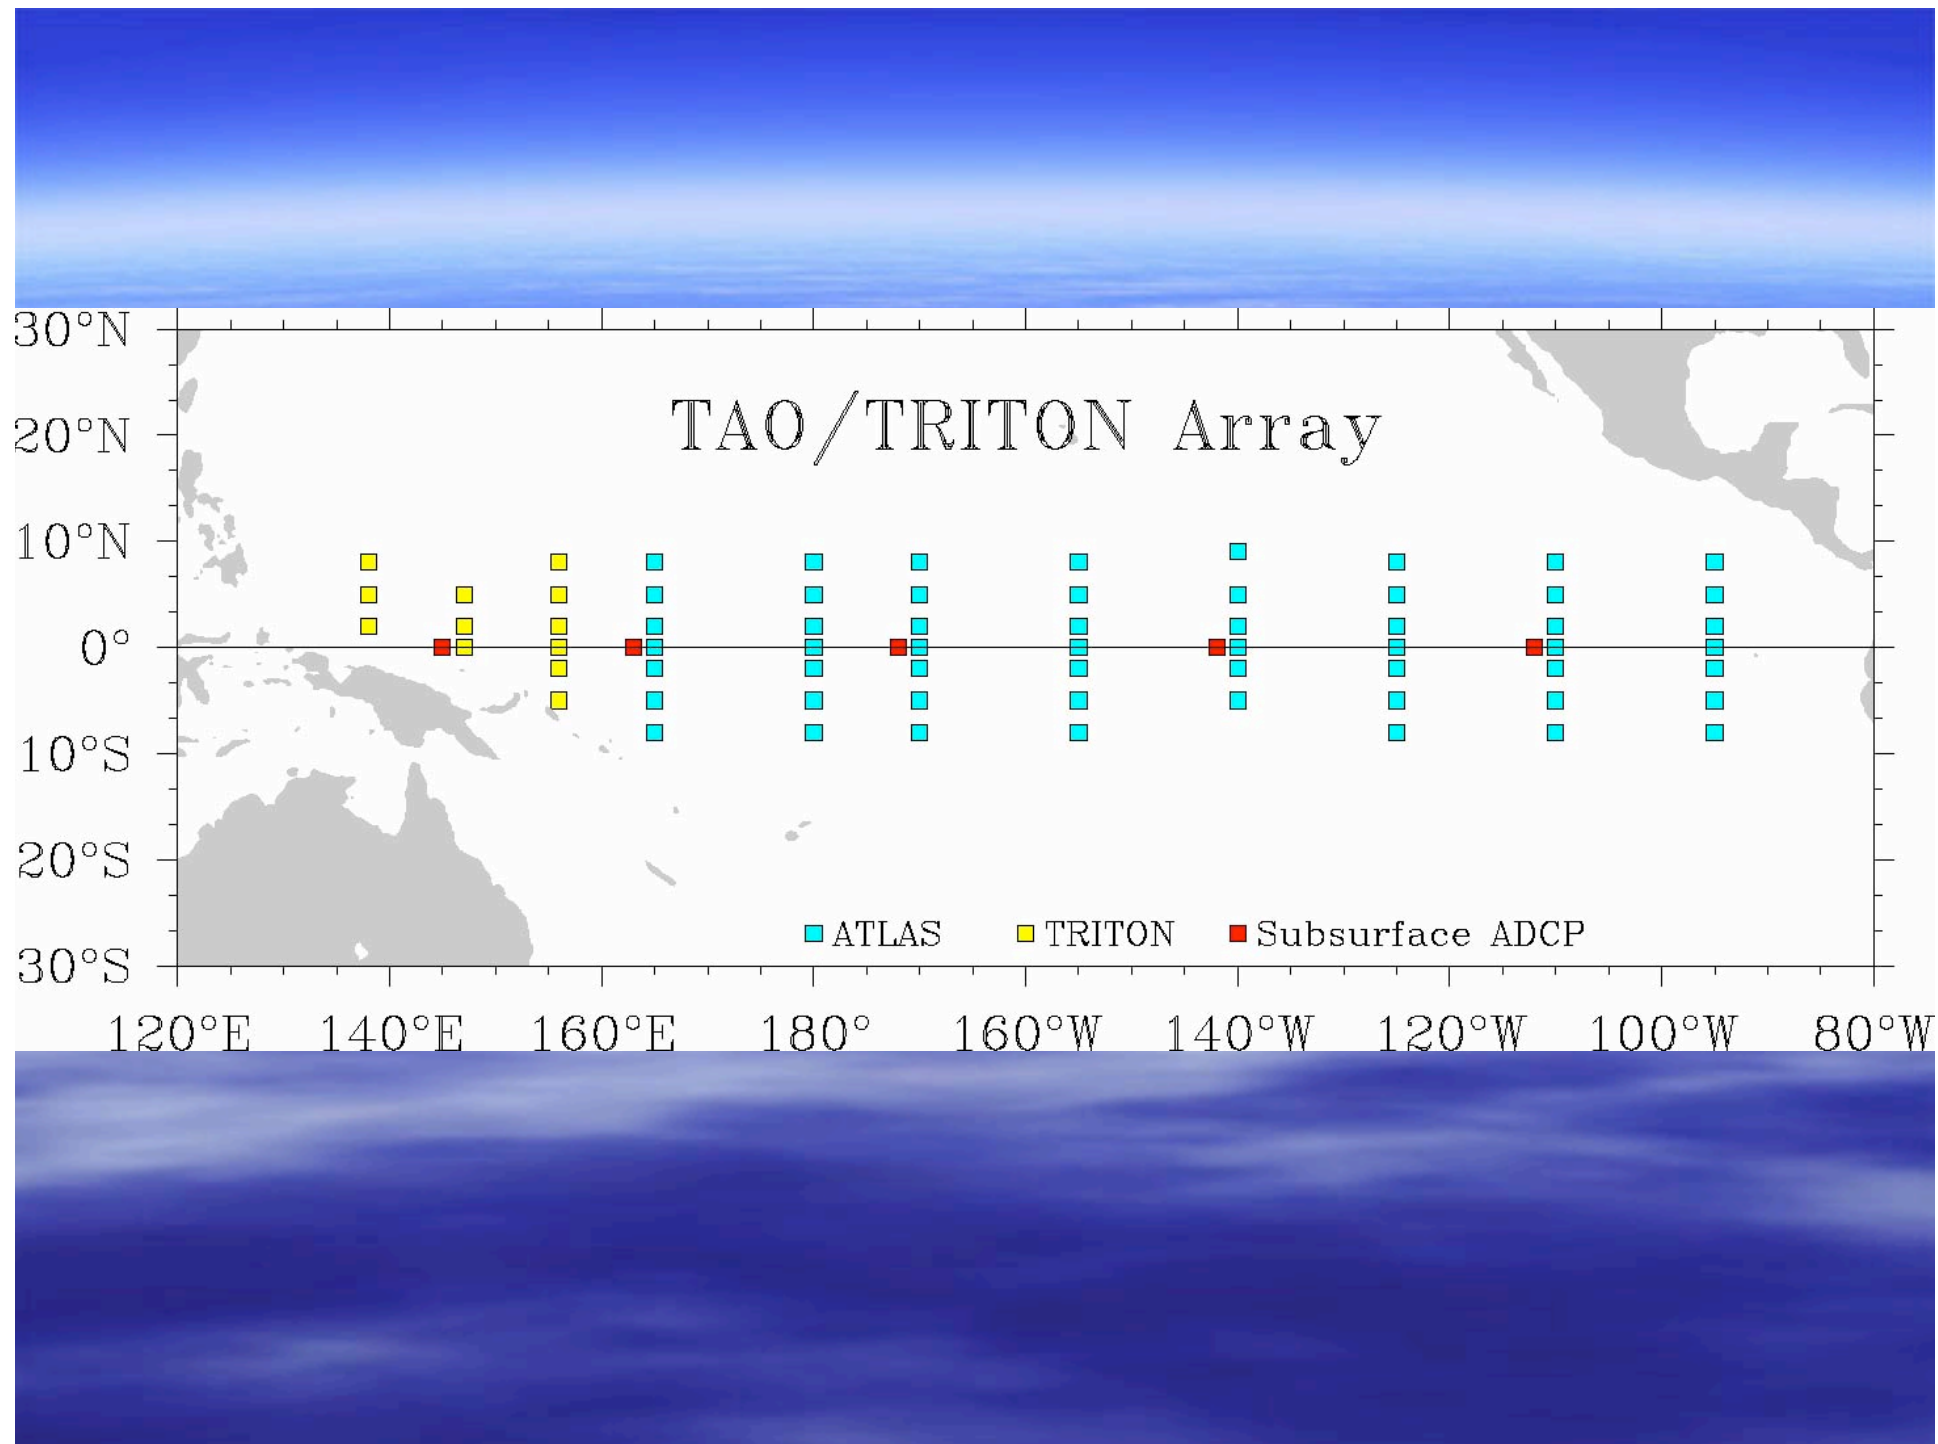 30°N
TAO/TRITON Array
20°N
10°N
0°
10°S
20°S
ATLAS TRITON Subsurface ADCP
30°S
120°E 140°E 160°E 180° 160°W 140°W 120°W 100°W 80°W